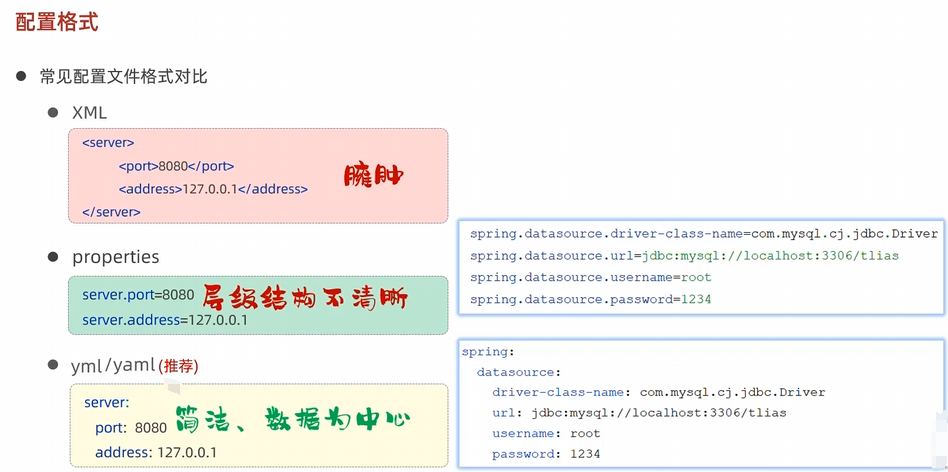 配置格式
常见配置文件格式对比
XML
<server>
<port>8080</port>
<address>127.0.0.1</address>
</server>
臃肿
properties
server.port=8080
server.address=127.0.0.1
层级结构不清晰
spring.datasource.driver-class-name=com.mysql.cj.jdbc.Driver
spring.datasource.url=jdbc:mysql://localhost:3306/tlias
spring.datasource.username=root
spring.datasource.password=1234
yml/yaml(推荐)
server:
port: 8080
address: 127.0.0.1
简洁、数据为中心
spring:
datasource:
driver-class-name: com.mysql.cj.jdbc.Driver
url: jdbc:mysql://localhost:3306/tlias
username: root
password: 1234